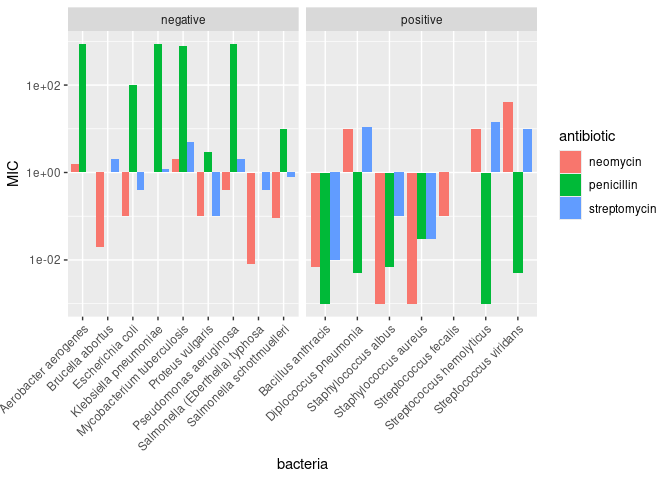 negative
positive
1e+02
1e+00
1e-02
MIC
Aerobacter aerogenes
Brucella abortus
Escherichia coli
Klebsiella pneumoniae
Mycobacterium tuberculosis
Proteus vulgaris
Pseudomonas aeruginosa
Salmonella (Eberthella) typhosa
Salmonella schottmuelleri
Bacillus anthracis
Diplococcus pneumonia
Staphylococcus albus
Staphylococcus aureus
Streptococcus fecalis
Streptococcus hemolyticus
Streptococcus viridans
bacteria
antibiotic
neomycin
penicillin
streptomycin